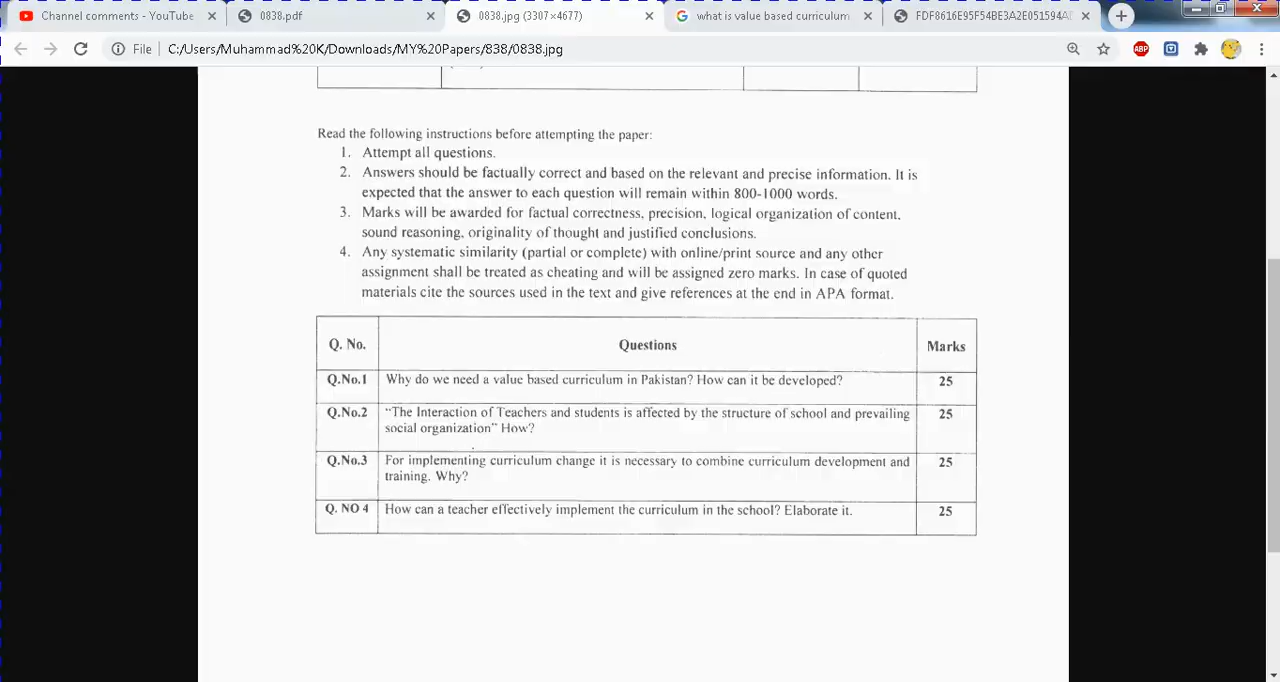 Channel comments - YouTube
0838.pdf
0838.jpg (3307×4677)
what is value based curriculum
FDF8616E95F54BE3A2E051594AD
File
C:/Users/Muhammad%20K/Downloads/MY%20Papers/838/0838.jpg
ABP
Read the following instructions before attempting the paper:
1. Attempt all questions.
2. Answers should be factually correct and based on the relevant and precise information. It is
expected that the answer to each question will remain within 800-1000 words.
3. Marks will be awarded for factual correctness, precision, logical organization of content,
sound reasoning, originality of thought and justified conclusions.
4. Any systematic similarity (partial or complete) with online/print source and any other
assignment shall be treated as cheating and will be assigned zero marks. In case of quoted
materials cite the sources used in the text and give references at the end in APA format.
Q. No. Questions Marks
Q.No.1 Why do we need a value based curriculum in Pakistan? How can it be developed? 25
Q.No.2 "The Interaction of Teachers and students is affected by the structure of school and prevailing 25
social organization" How?
Q.No.3 For implementing curriculum change it is necessary to combine curriculum development and 25
training. Why?
Q. NO 4 How can a teacher effectively implement the curriculum in the school? Elaborate it. 25